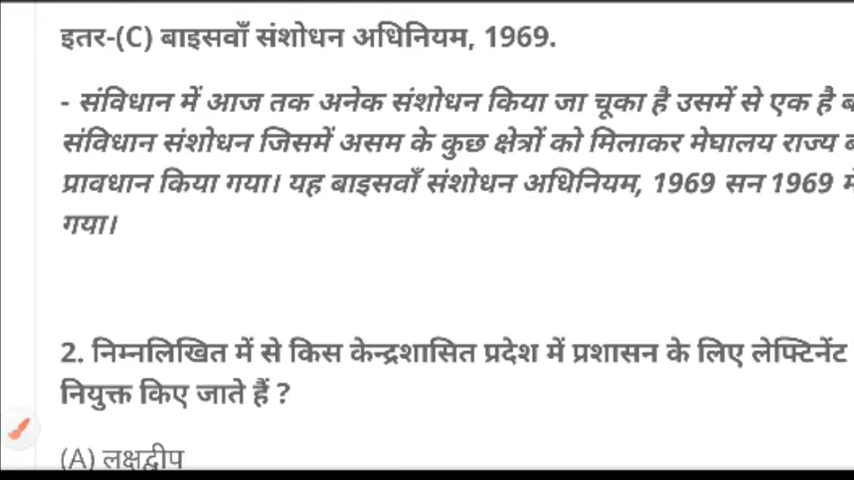 इतर-(C) बाइसवाँ संशोधन अधिनियम, 1969.
- संविधान में आज तक अनेक संशोधन किया जा चूका है उसमें से एक है
संविधान संशोधन जिसमें असम के कुछ क्षेत्रों को मिलाकर मेघालय राज्य
प्रावधान किया गया। यह बाइसवाँ संशोधन अधिनियम, 1969 सन 1969
गया।
2. निम्नलिखित में से किस केन्द्रशासित प्रदेश में प्रशासन के लिए लेफ्टिनेंट
नियुक्त किए जाते हैं ?
(A) लक्षद्वीप